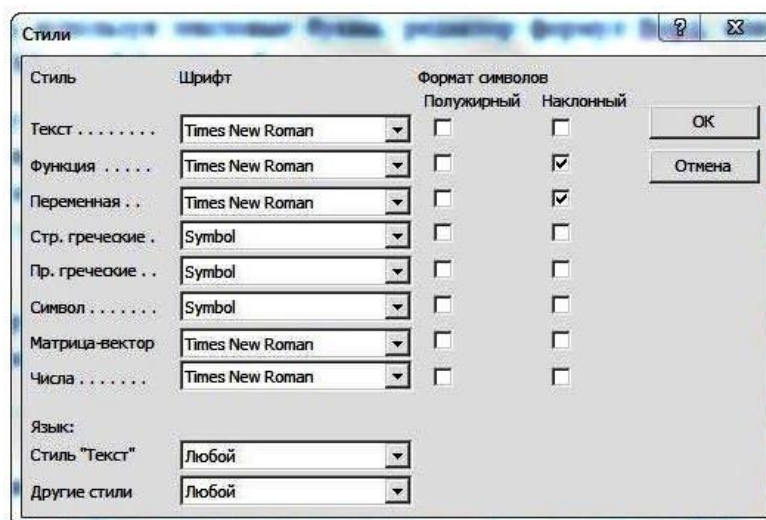 Стили
Стиль Шрифт Формат символов
Полужирный Наклонный
Текст . . . . . . . . Times New Roman OK
Функция . . . . . Times New Roman Отмена
Переменная . . Times New Roman
Стр. греческие . Symbol
Пр. греческие . . Symbol
Символ . . . . . . . Symbol
Матрица-вектор Times New Roman
Числа . . . . . . . Times New Roman
Язык:
Стиль "Текст" Любой
Другие стили Любой